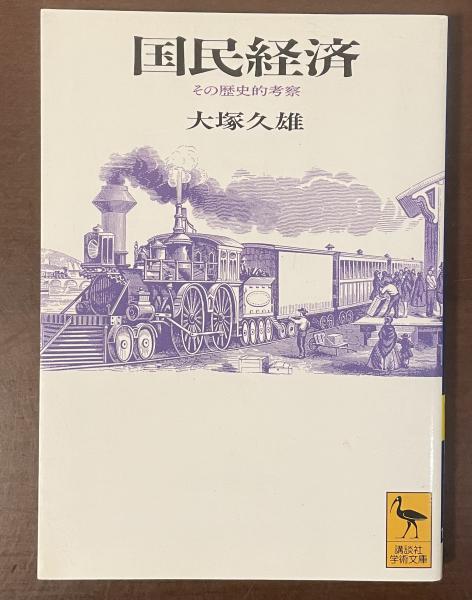 国民経済
その歴史的考察
大塚久雄
講談社
学術文庫